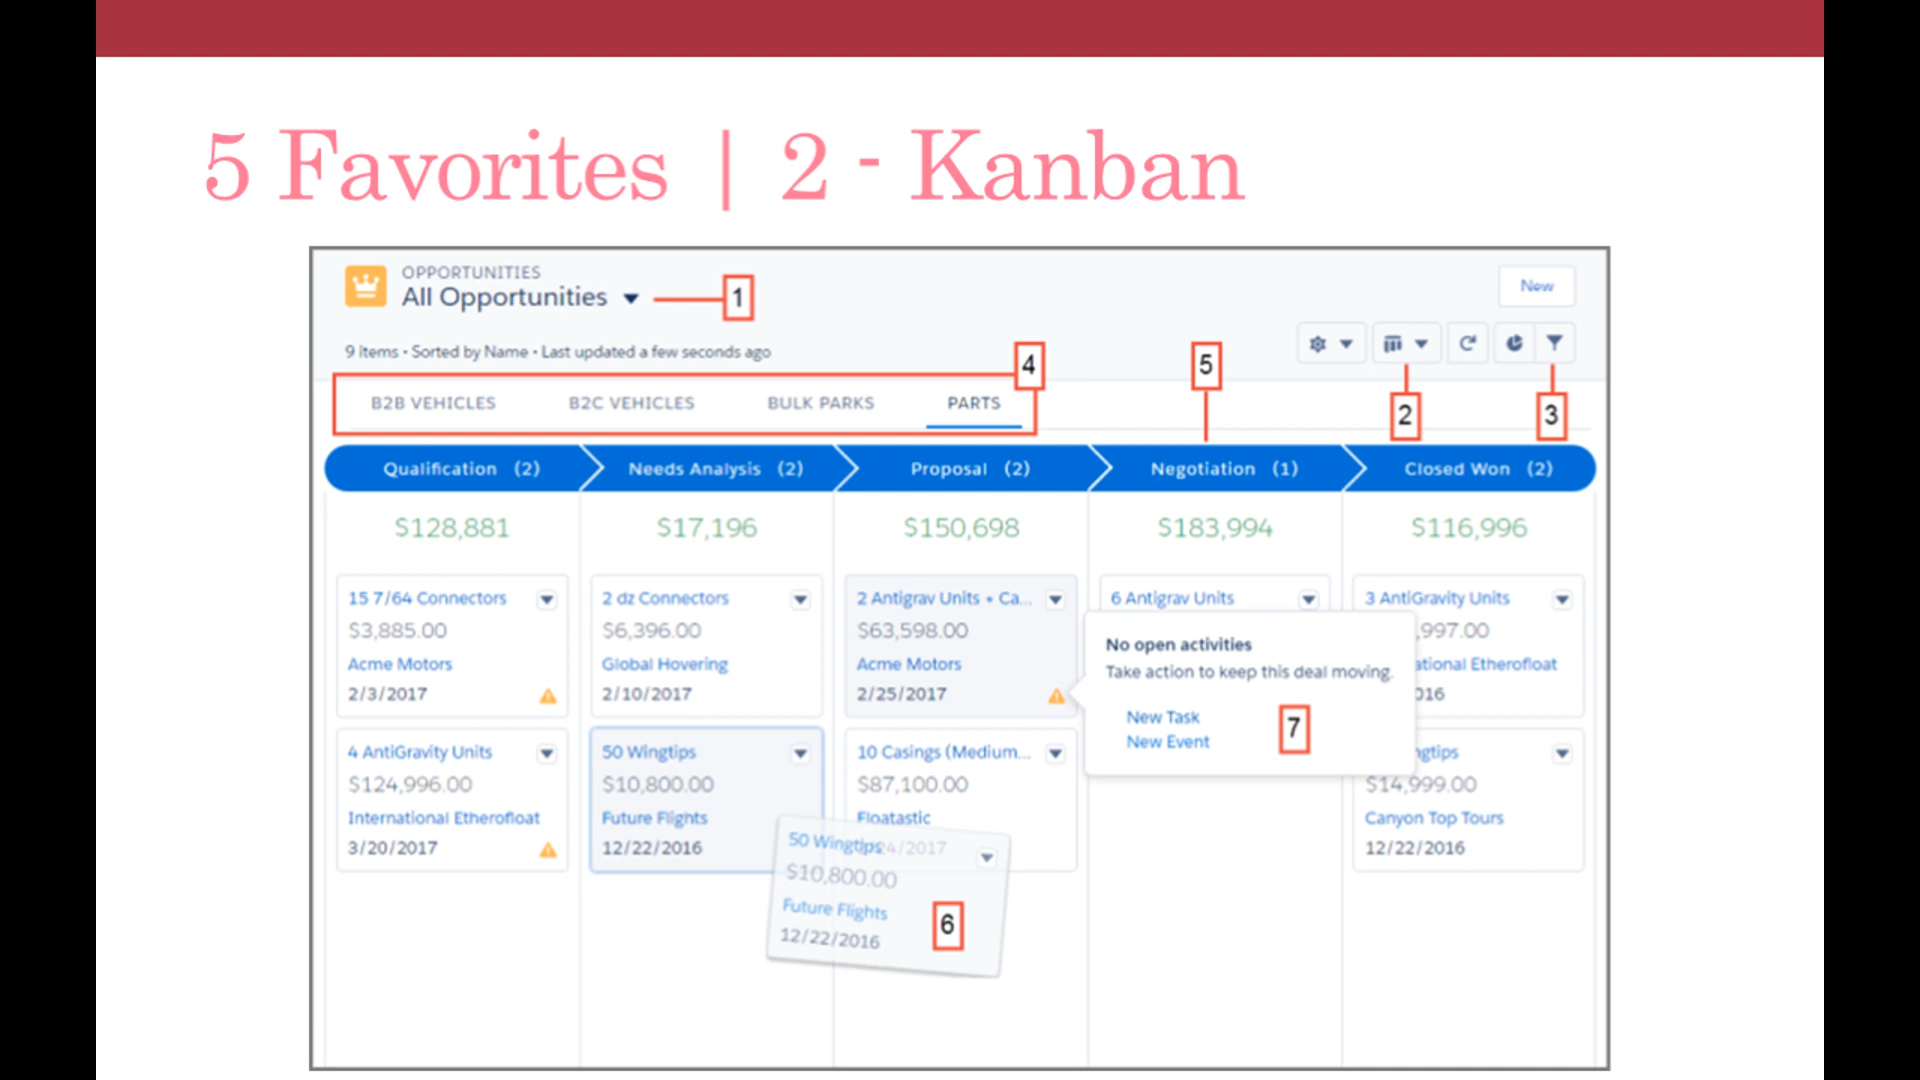 5 Favorites | 2 - Kanban
OPPORTUNITIES
All Opportunities
1
New
9 items • Sorted by Name • Last updated a few seconds ago
4
5
2
3
B2B VEHICLES B2C VEHICLES BULK PARKS PARTS
Qualification (2) Needs Analysis (2) Proposal (2) Negotiation (1) Closed Won (2)
$128,881 $17,196 $150,698 $183,994 $116,996
15 7/64 Connectors
$3,885.00
Acme Motors
2/3/2017
4 AntiGravity Units
$124,996.00
International Etherofloat
3/20/2017
2 dz Connectors
$6,396.00
Global Hovering
2/10/2017
50 Wingtips
$10,800.00
Future Flights
12/22/2016
2 Antigrav Units + Ca...
$63,598.00
Acme Motors
2/25/2017
10 Casings (Medium...
$87,100.00
Floatastic
24/2017
50 Wingtips
$10,800.00
Future Flights
12/22/2016
6
6 Antigrav Units
No open activities
Take action to keep this deal moving.
New Task
New Event
7
3 AntiGravity Units
,997.00
ational Etherofloat
016
ngtips
$14,999.00
Canyon Top Tours
12/22/2016